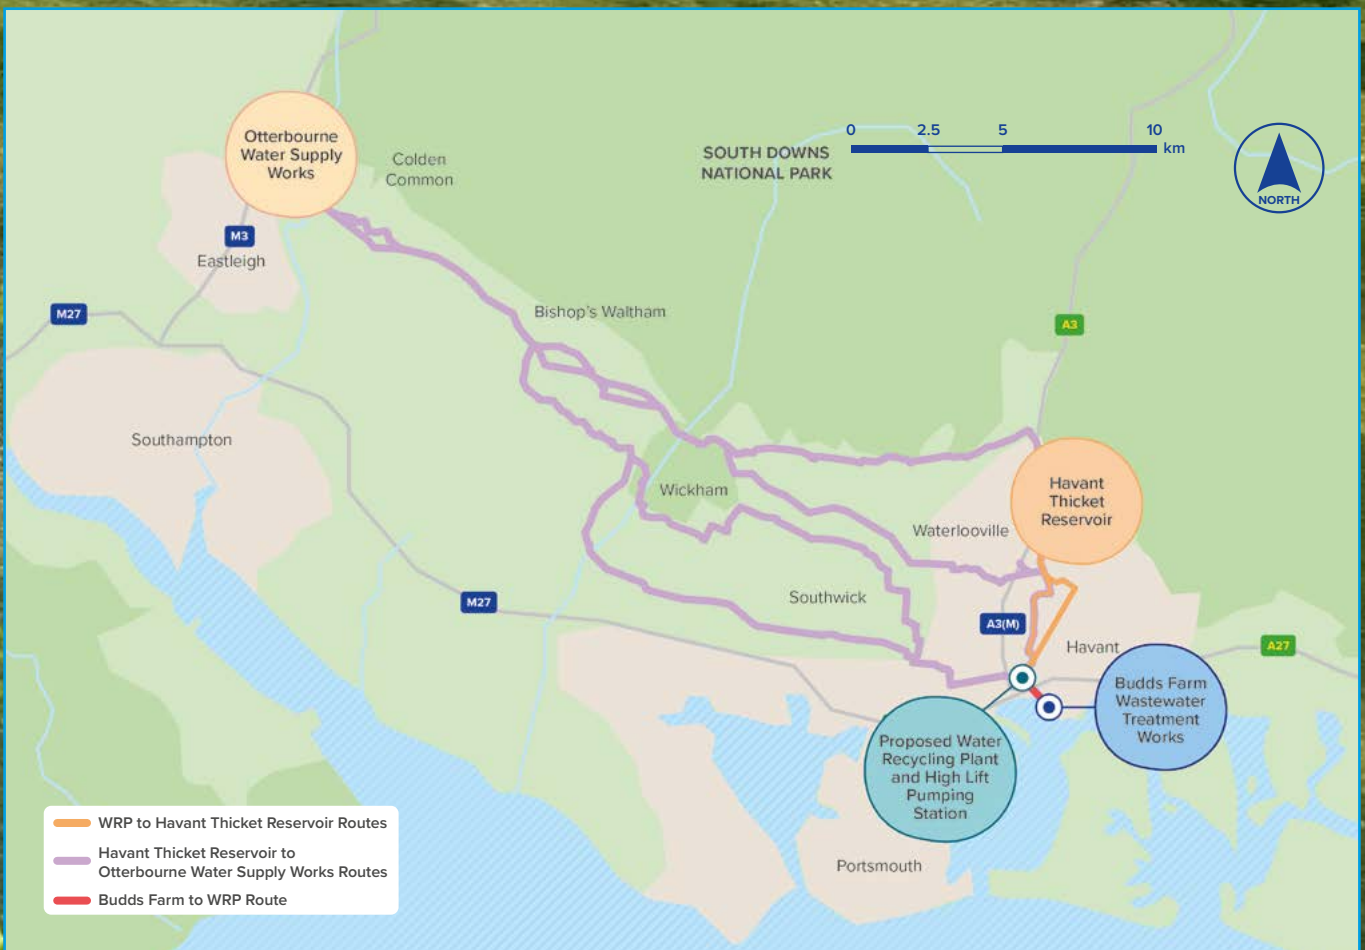 Otterbourne
Water Supply
Works
Colden
Common
SOUTH DOWNS
NATIONAL PARK
0 2.5 5 10
km
NORTH
M3
Eastleigh
M27
Bishop's Waltham
A3
Southampton
Wickham
Havant
Thicket
Reservoir
Waterlooville
M27
Southwick
A3(M)
Havant
A27
Budds Farm
Wastewater
Treatment
Works
Proposed Water
Recycling Plant
and High Lift
Pumping
Station
Portsmouth
WRP to Havant Thicket Reservoir Routes
Havant Thicket Reservoir to
Otterbourne Water Supply Works Routes
Budds Farm to WRP Route